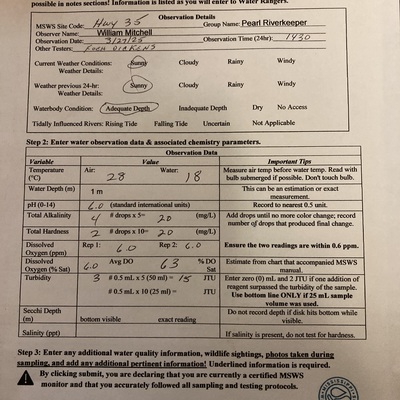 possible in notes section! Information is listed as you will enter to Water Rangers.
Observation Details
MSWS Site Code: Hwy 35 Group Name: Pearl Riverkeeper
Observer Name: William Mitchell
Observation Date: 3/27/25 Observation Time (24hr): 1430
Other Testers:
Current Weather Conditions: Sunny Cloudy Rainy Windy
Weather Details:
Weather previous 24-hr: Sunny Cloudy Rainy Windy
Weather Details:
Waterbody Condition: Adequate Depth Inadequate Depth Dry No Access
Tidally Influenced Rivers: Rising Tide Falling Tide Uncertain Not Applicable
Step 2: Enter water observation data & associated chemistry parameters.
Observation Data
Variable Value Important Tips
Temperature (°C) Air: 28 Water: 18 Measure air temp before water temp. Read with bulb submerged if possible. Don't touch bulb.
Water Depth (m) 1 m This can be an estimation or exact measurement.
pH (0-14) 6.0 (standard international units) Record to nearest 0.5 unit.
Total Alkalinity 4 # drops x 5= 20 (mg/L) Add drops until no more color change; record number of drops that produced final change.
Total Hardness 2 # drops x 10= 20 (mg/L)
Dissolved Oxygen (ppm) Rep 1: 6.0 Rep 2: 6.0 Ensure the two readings are within 0.6 ppm.
Dissolved Oxygen (% Sat) 6.0 Avg DO 63 % DO Sat Estimate from chart that accompanied MSWS manual.
Turbidity 3 # 0.5 mL x 5 (50 ml) = 15 JTU Enter zero (0) mL and 2 JTU if one addition of reagent surpassed the turbidity of the sample.
# 0.5 mL x 10 (25 ml) = JTU Use bottom line ONLY if 25 mL sample volume was used.
Secchi Depth (m) bottom visible exact reading Do not record depth if disk hits bottom while visible.
Salinity (ppt) If salinity is present, do not test for hardness.
Step 3: Enter any additional water quality information, wildlife sightings, photos taken during
sampling, and add any additional pertinent information! Underlined information is required.
By clicking submit, you are declaring that you are currently a certified MSWS
monitor and that you accurately followed all sampling and testing protocols.